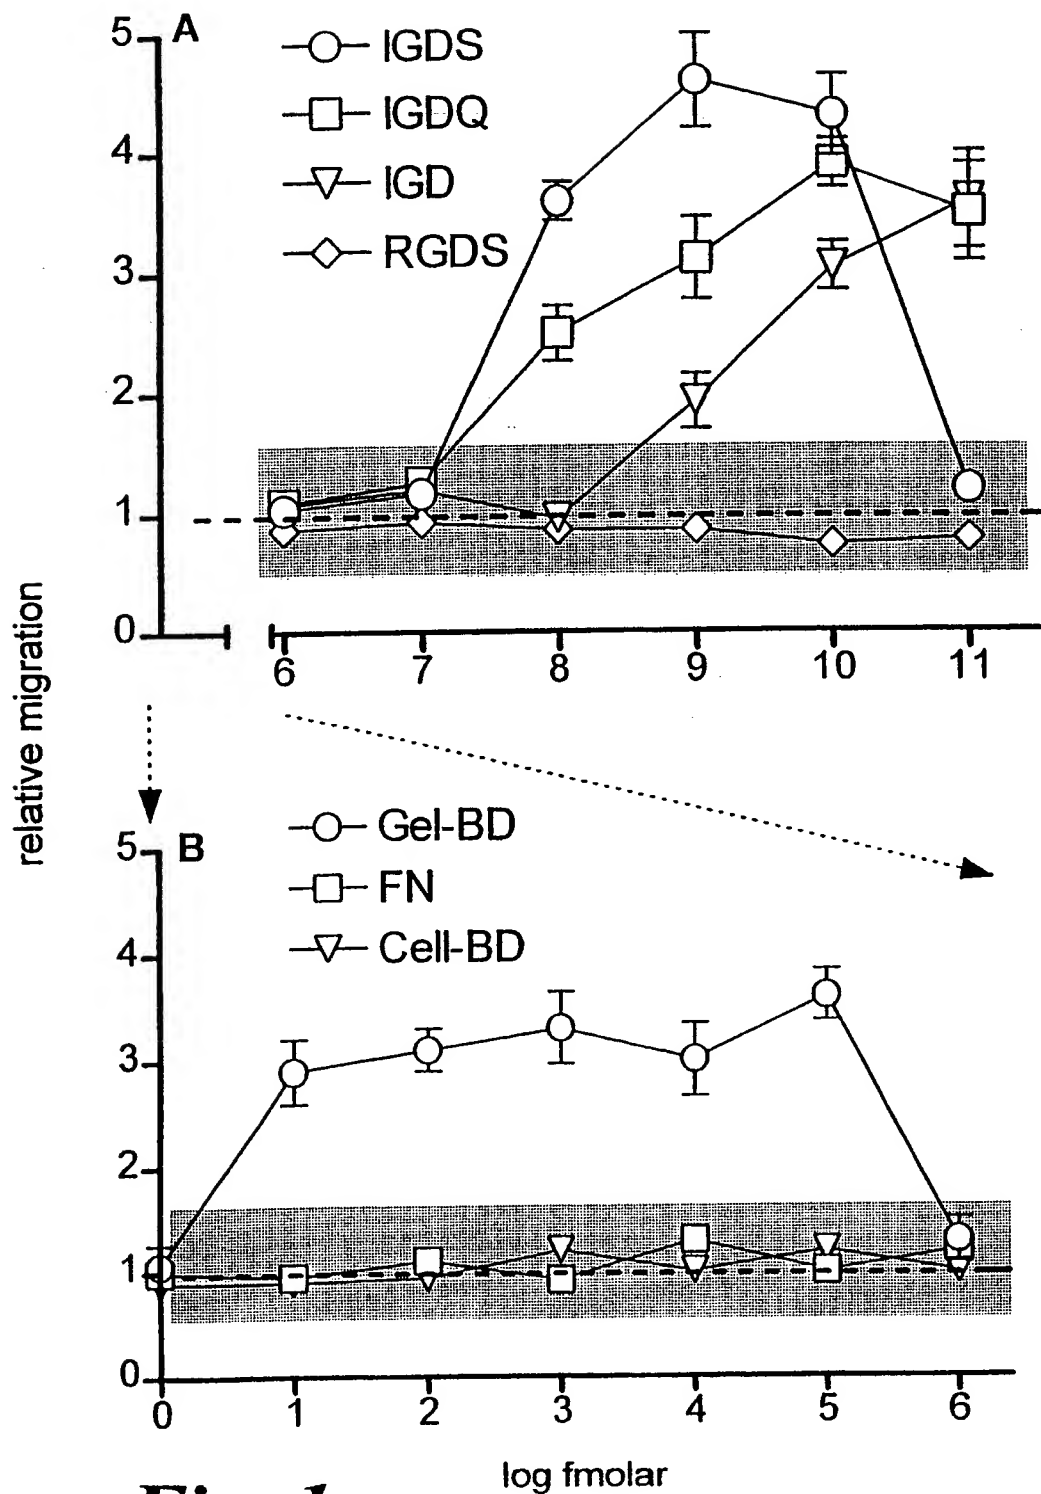 5 A
IGDS
IGDQ
IGD
RGDS
4
3
2
1
0
6 7 8 9 10 11
relative migration
5 B
Gel-BD
FN
Cell-BD
4
3
2
1
0
0 1 2 3 4 5 6
log fmolar